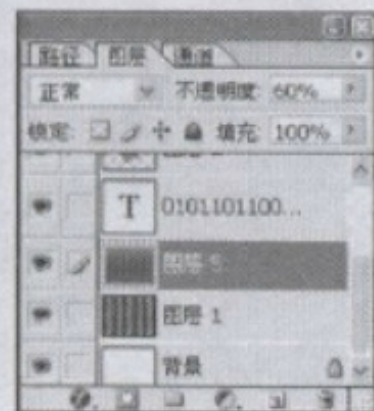 路径 图层 通道
正常 不透明度: 60%
锁定: 填充: 100%
T 0101101100...
图层 5
图层 1
背景